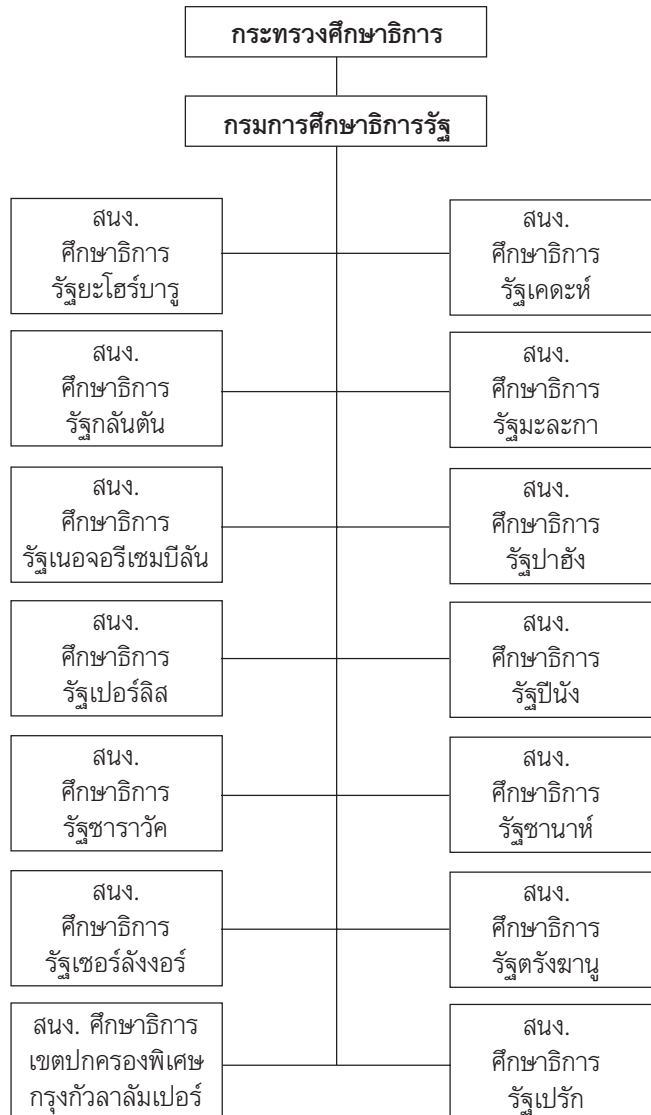 กระทรวงศึกษาธิการ
กรมการศึกษาธิการรัฐ
สนง.
ศึกษาธิการ
รัฐยะโฮร์บารู
สนง.
ศึกษาธิการ
รัฐเคดะห์
สนง.
ศึกษาธิการ
รัฐกลันตัน
สนง.
ศึกษาธิการ
รัฐมะละกา
สนง.
ศึกษาธิการ
รัฐเนอจอรีเซมบีลัน
สนง.
ศึกษาธิการ
รัฐปาฮัง
สนง.
ศึกษาธิการ
รัฐเปอร์ลิส
สนง.
ศึกษาธิการ
รัฐปีนัง
สนง.
ศึกษาธิการ
รัฐซาราวัค
สนง.
ศึกษาธิการ
รัฐซานาห์
สนง.
ศึกษาธิการ
รัฐเซอร์ลังงอร์
สนง.
ศึกษาธิการ
รัฐตรังฆานู
สนง. ศึกษาธิการ
เขตปกครองพิเศษ
กรุงกัวลาลัมเปอร์
สนง.
ศึกษาธิการ
รัฐเปรัก